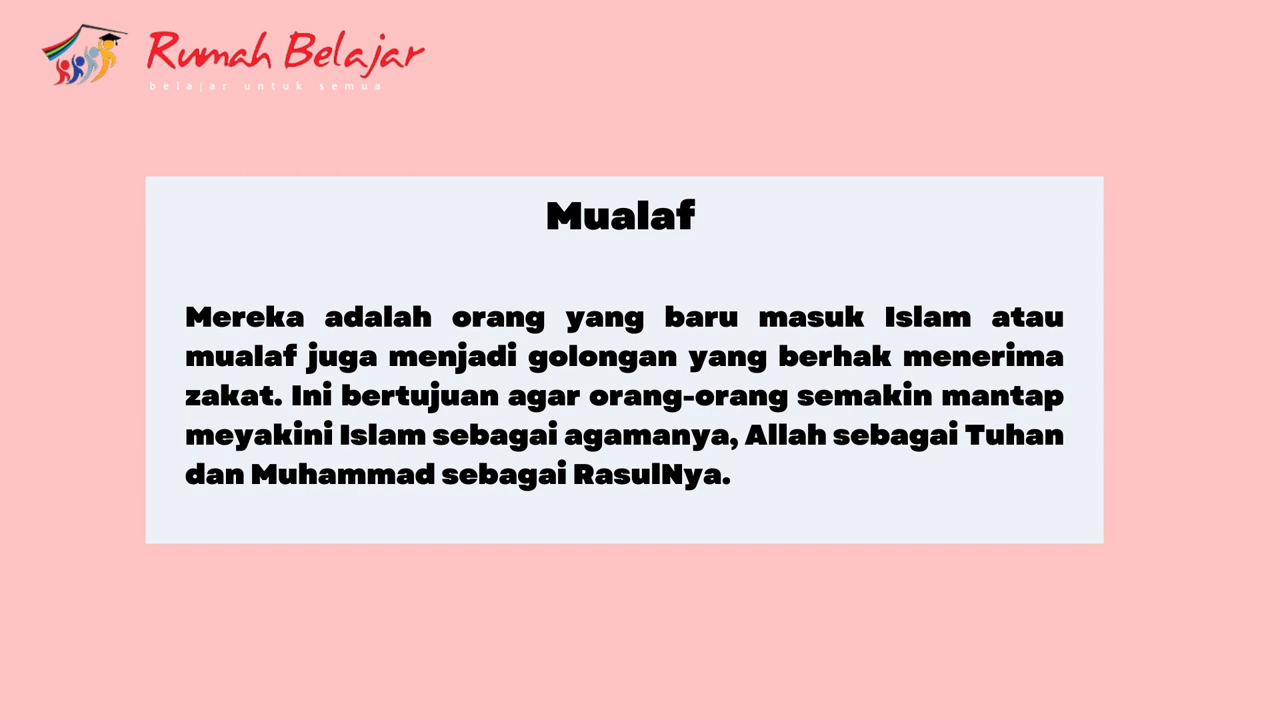 Rumah Belajar
belajar untuk semua
Mualaf
Mereka adalah orang yang baru masuk Islam atau
mualaf juga menjadi golongan yang berhak menerima
zakat. Ini bertujuan agar orang-orang semakin mantap
meyakini Islam sebagai agamanya, Allah sebagai Tuhan
dan Muhammad sebagai RasulNya.